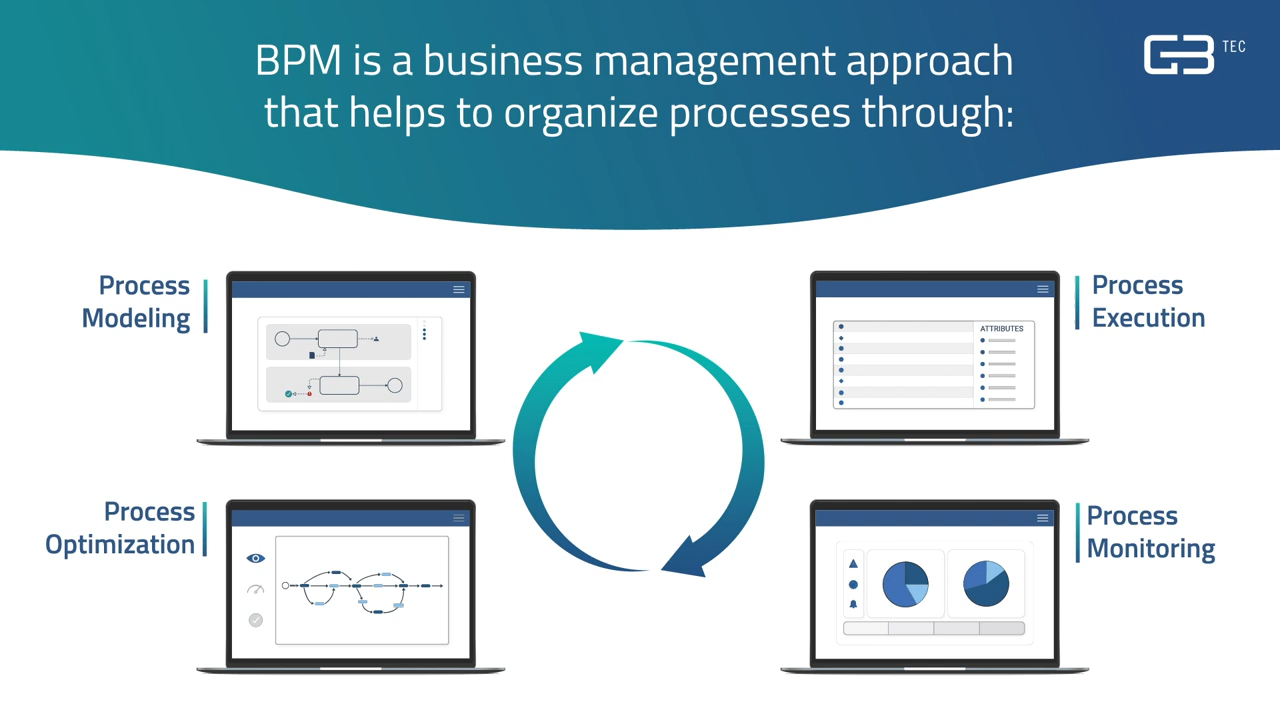 BPM is a business management approach
that helps to organize processes through:
GB TEC
Process
Modeling
Process
Execution
ATTRIBUTES
Process
Optimization
Process
Monitoring